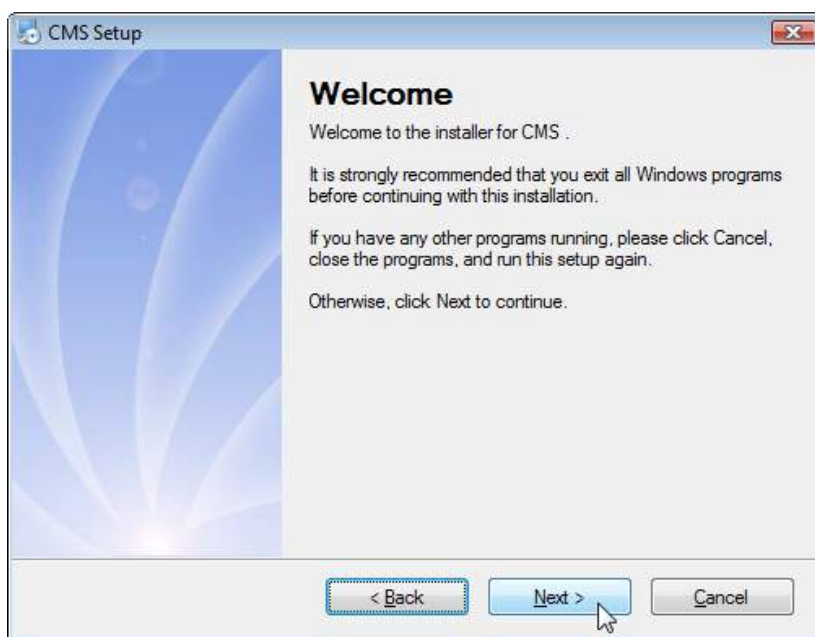 CMS Setup
Welcome
Welcome to the installer for CMS .
It is strongly recommended that you exit all Windows programs
before continuing with this installation.
If you have any other programs running, please click Cancel,
close the programs, and run this setup again.
Otherwise, click Next to continue.
< Back
Next >
Cancel